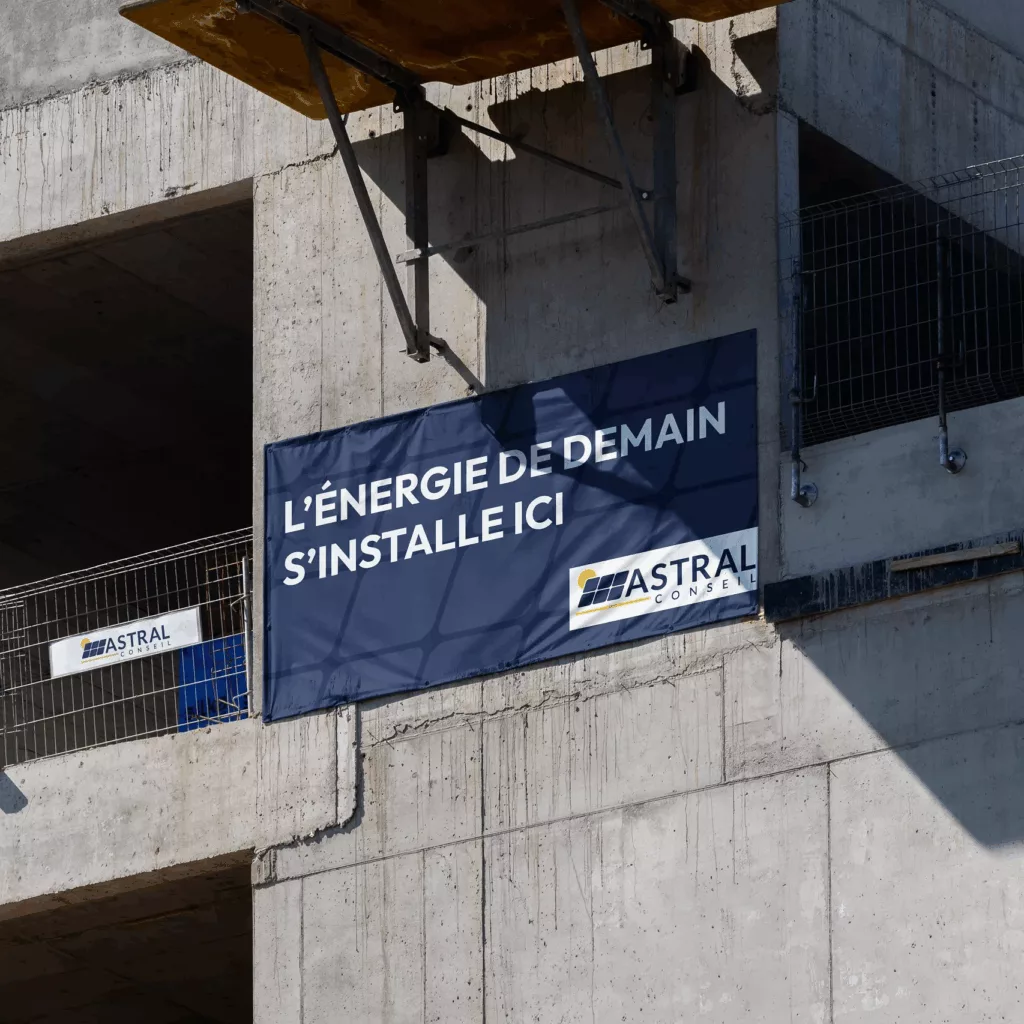 L'ÉNERGIE DE DEMAIN
S'INSTALLE ICI
ASTRAL
CONSEIL
ASTRAL
CONSEIL